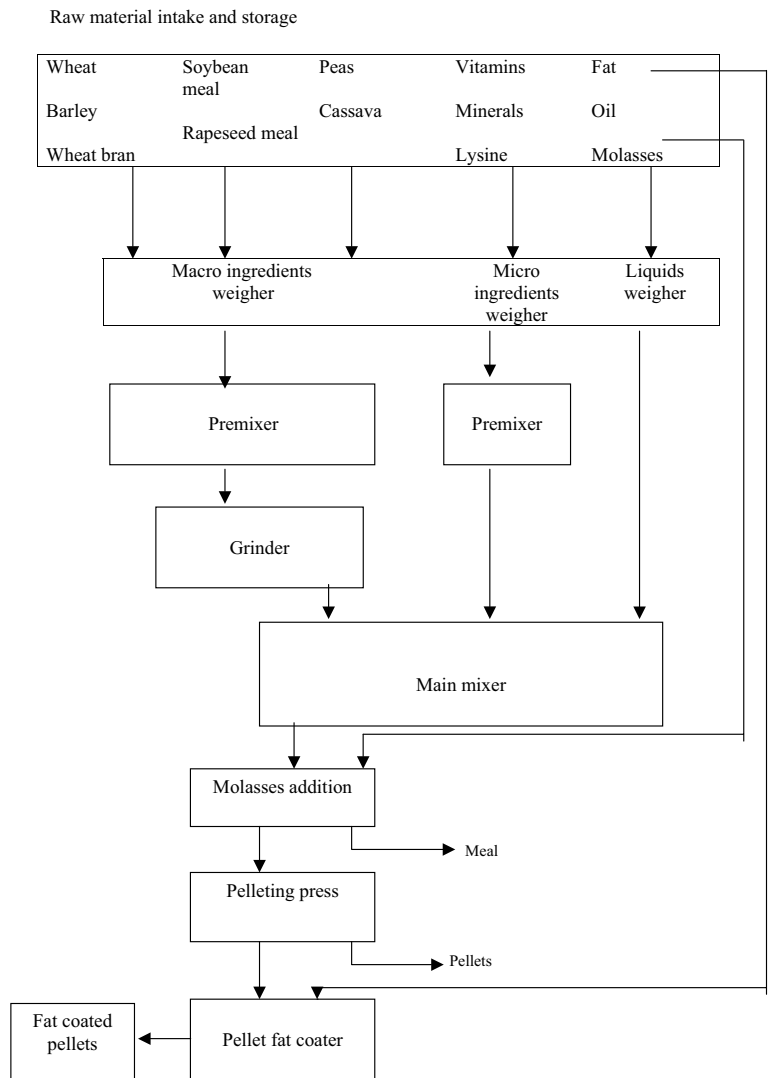 Raw material intake and storage
Wheat Soybean Peas Vitamins Fat
meal
Barley Cassava Minerals Oil
Rapeseed meal
Wheat bran Lysine Molasses
Macro ingredients
weigher
Micro
ingredients
weigher
Liquids
weigher
Premixer
Premixer
Grinder
Main mixer
Molasses addition
Meal
Pelleting press
Pellets
Fat coated
pellets
Pellet fat coater